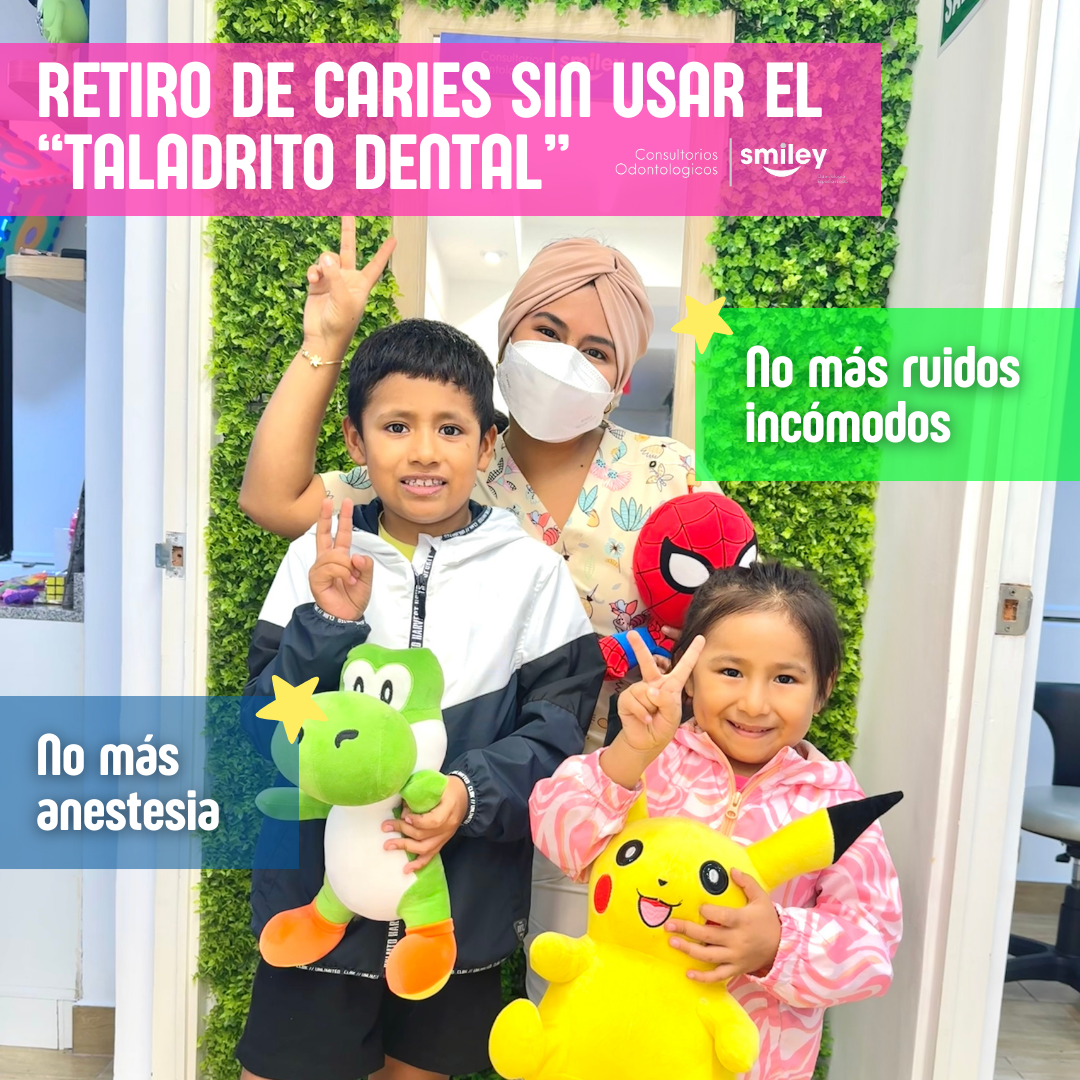 RETIRO DE CARIES SIN USAR EL
“TALADRITO DENTAL”
Consultorios
Odontologicos
smiley
No más ruidos
incómodos
No más
anestesia